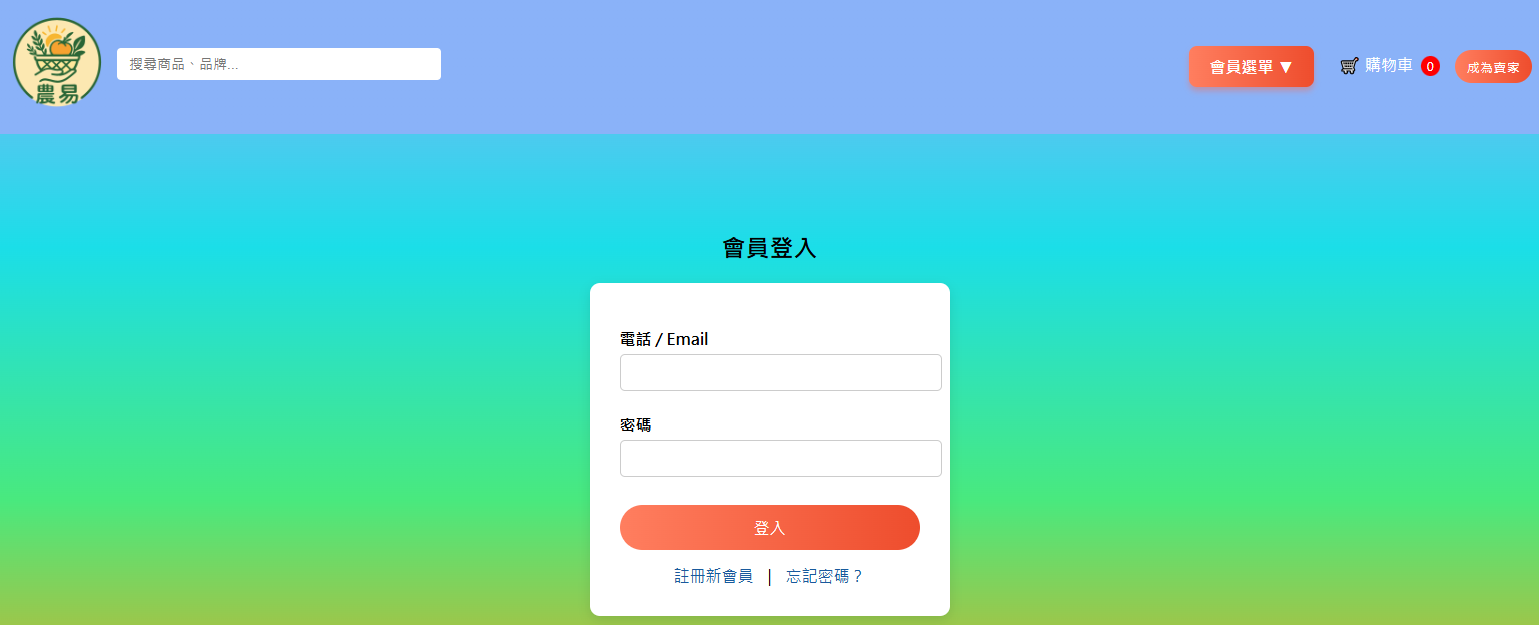 農易
搜尋商品、品牌...
會員選單 ▼
購物車 0
成為賣家
會員登入
電話 / Email
密碼
登入
註冊新會員 | 忘記密碼？